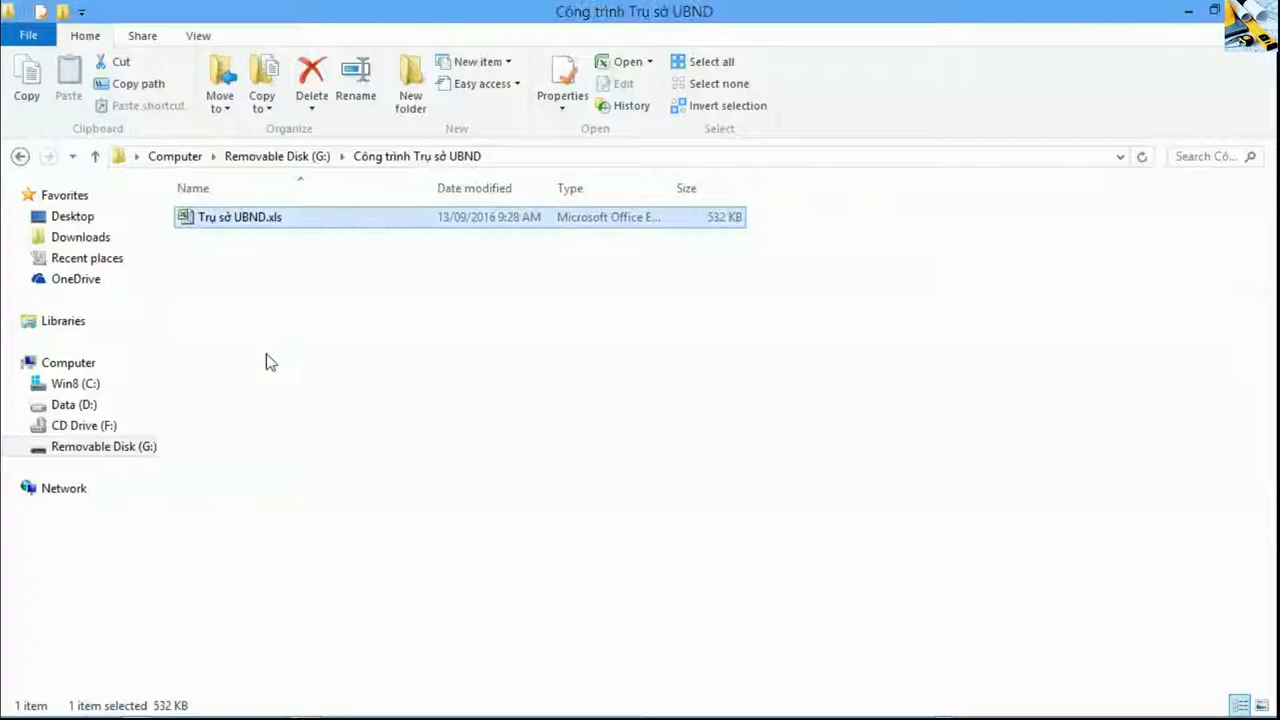 Công trình Trụ sở UBND
File Home Share View
Copy
Paste
Cut
Copy path
Paste shortcut
Clipboard
Move to
Copy to
Delete
Rename
Organize
New folder
New item
Easy access
New
Properties
Open
Edit
History
Open
Select all
Select none
Invert selection
Select
Computer Removable Disk (G:) Công trình Trụ sở UBND
Search Cô...
Name Date modified Type Size
Trụ sở UBND.xls 13/09/2016 9:28 AM Microsoft Office E... 532 KB
Favorites
Desktop
Downloads
Recent places
OneDrive
Libraries
Computer
Win8 (C:)
Data (D:)
CD Drive (F:)
Removable Disk (G:)
Network
1 item 1 item selected 532 KB